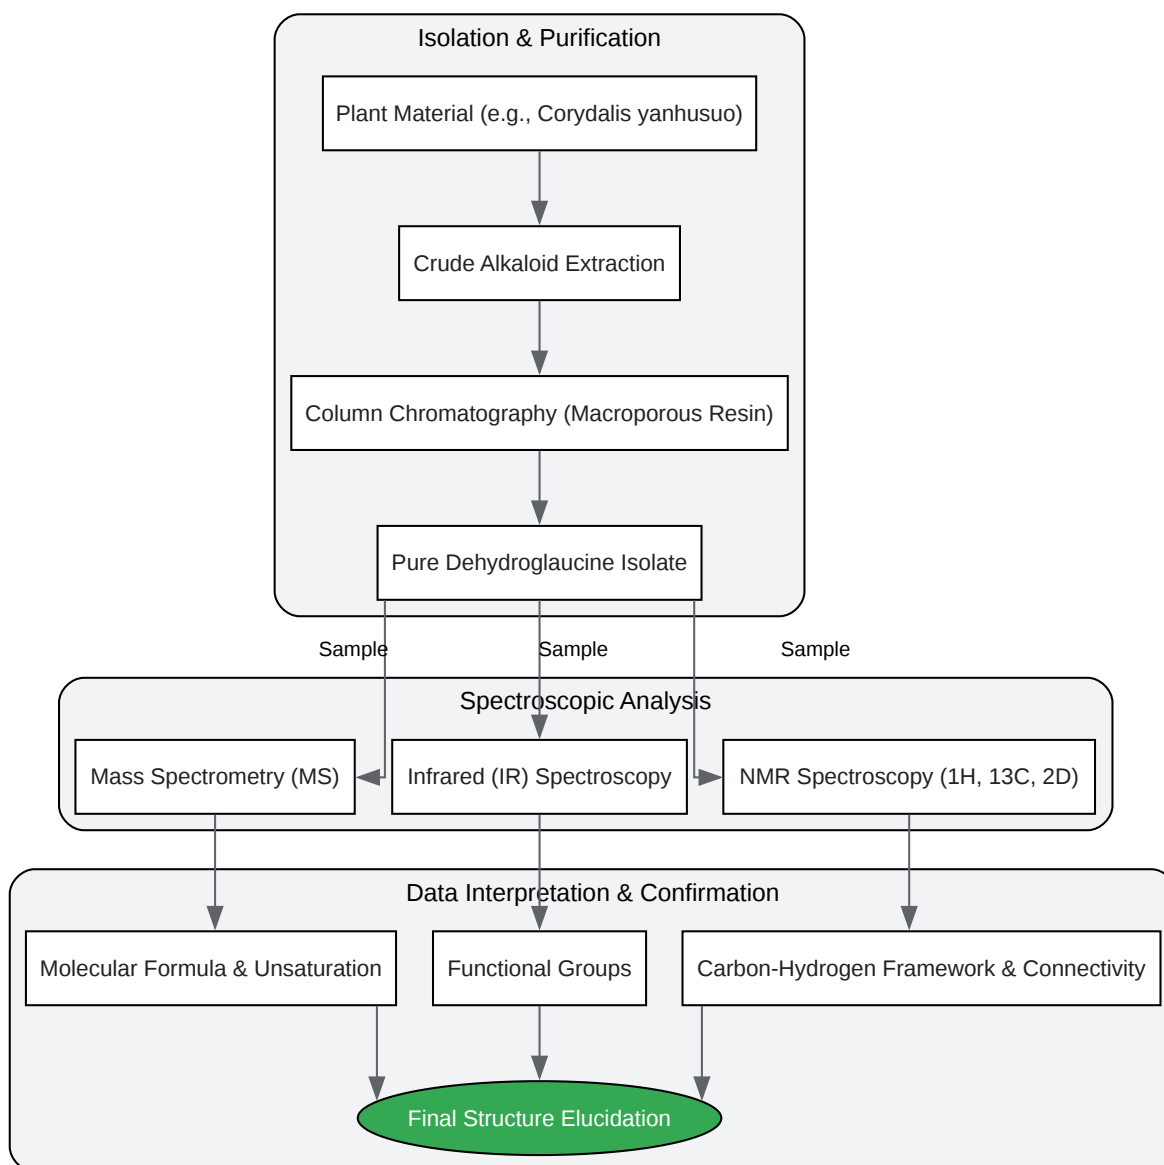 Isolation & Purification
Plant Material (e.g., Corydalis yanhusuo)
Crude Alkaloid Extraction
Column Chromatography (Macroporous Resin)
Pure Dehydroglaucine Isolate
Sample
Sample
Sample
Spectroscopic Analysis
Mass Spectrometry (MS)
Infrared (IR) Spectroscopy
NMR Spectroscopy (1H, 13C, 2D)
Data Interpretation & Confirmation
Molecular Formula & Unsaturation
Functional Groups
Carbon-Hydrogen Framework & Connectivity
Final Structure Elucidation